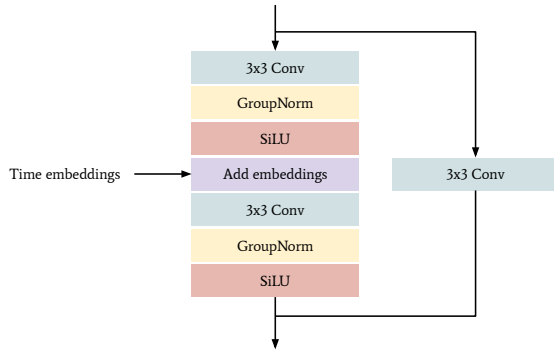 3x3 Conv
GroupNorm
SiLU
Time embeddings
Add embeddings
3x3 Conv
3x3 Conv
GroupNorm
SiLU